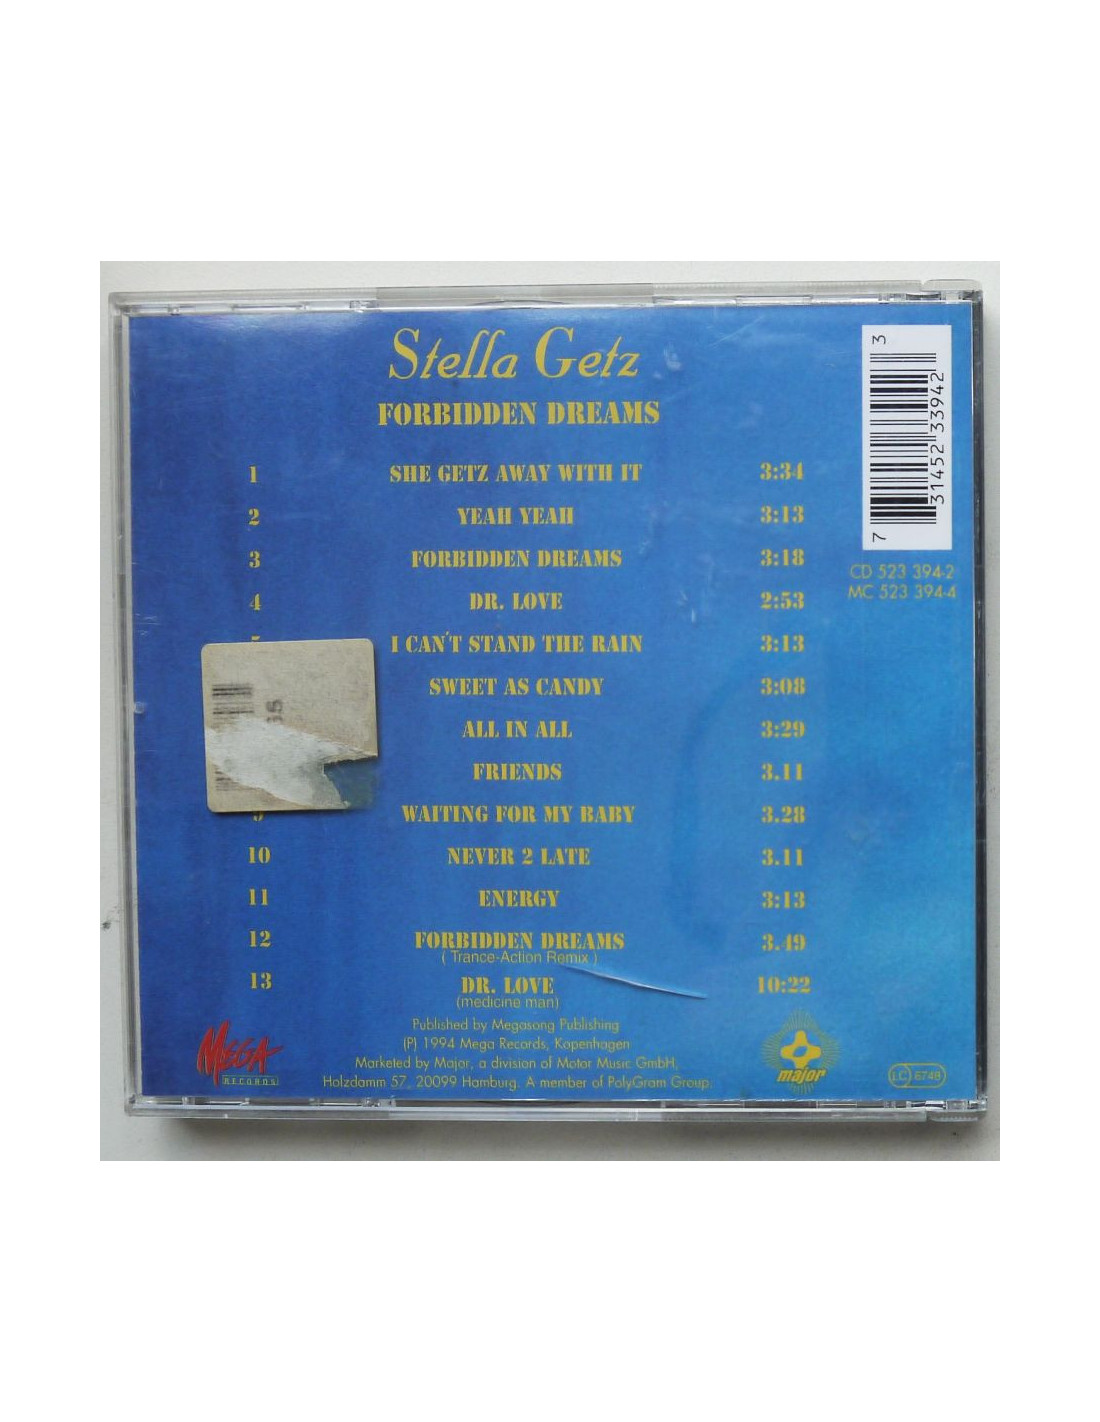 Stella Getz
FORBIDDEN DREAMS
1 SHE GETZ AWAY WITH IT 3:34
2 YEAH YEAH 3:13
3 FORBIDDEN DREAMS 3:18
4 DR. LOVE 2:53
I CAN'T STAND THE RAIN 3:13
SWEET AS CANDY 3:08
ALL IN ALL 3:29
FRIENDS 3.11
WAITING FOR MY BABY 3.28
10 NEVER 2 LATE 3.11
11 ENERGY 3:13
12 FORBIDDEN DREAMS 3.49
( Trance-Action Remix )
13 DR. LOVE 10:22
(medicine man)
Published by Megasong Publishing
(P) 1994 Mega Records, Kopenhagen
Marketed by Major, a division of Motor Music GmbH,
Holzdamm 57, 20099 Hamburg. A member of PolyGram Group.
MEGA
RECORDS
major
LC 6748
7 31452 33942 3
CD 523 394-2
MC 523 394-4